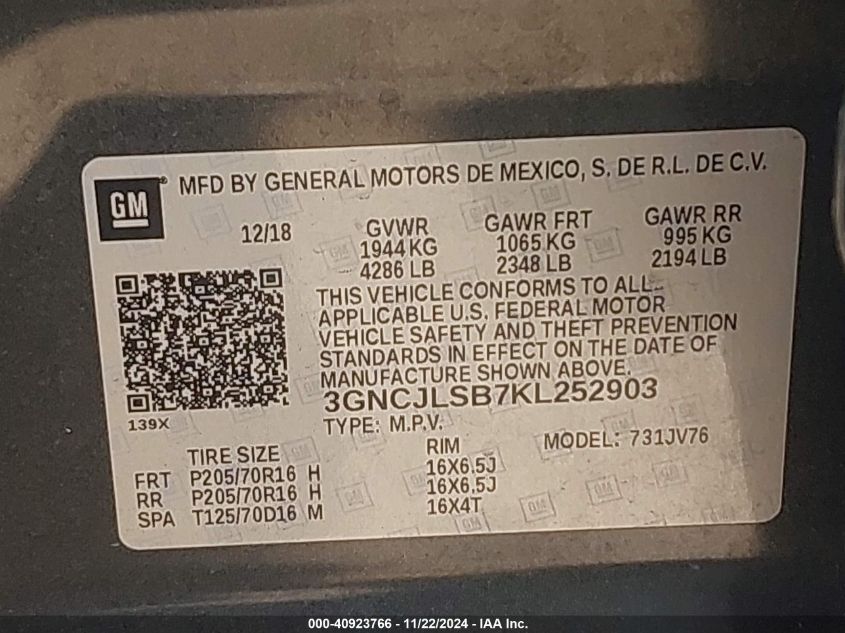 GM
MFD BY GENERAL MOTORS DE MEXICO, S. DE R.L. DE C.V.
12/18 GVWR GAWR FRT GAWR RR
1944 KG 1065 KG 995 KG
4286 LB 2348 LB 2194 LB
THIS VEHICLE CONFORMS TO ALL
APPLICABLE U.S. FEDERAL MOTOR
VEHICLE SAFETY AND THEFT PREVENTION
STANDARDS IN EFFECT ON THE DATE OF
MANUFACTURE SHOWN ABOVE.
3GNCJLSB7KL252903
139X
TYPE: M.P.V. MODEL: 731JV76
TIRE SIZE RIM
FRT P205/70R16 H 16X6.5J
RR P205/70R16 H 16X6.5J
SPA T125/70D16 M 16X4T
000-40923766 - 11/22/2024 - IAA Inc.